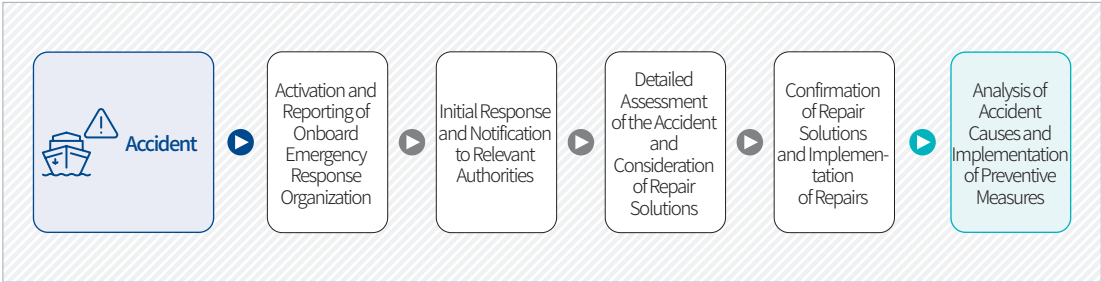 Accident
Activation and
Reporting of
Onboard
Emergency
Response
Organization
Initial Response
and Notification
to Relevant
Authorities
Detailed
Assessment
of the Accident
and
Consideration
of Repair
Solutions
Confirmation
of Repair
Solutions
and Implemen-
tation
of Repairs
Analysis of
Accident
Causes and
Implementation
of Preventive
Measures